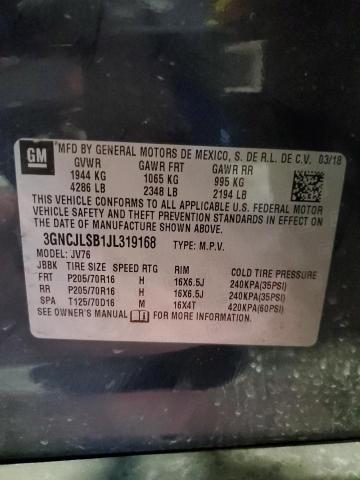 GM
MFD BY GENERAL MOTORS DE MEXICO, S. DE R.L. DE C.V. 03/18
GVWR GAWR FRT GAWR RR
1944 KG 1065 KG 995 KG
4286 LB 2348 LB 2194 LB
THIS VEHICLE CONFORMS TO ALL APPLICABLE U.S. FEDERAL MOTOR
VEHICLE SAFETY AND THEFT PREVENTION STANDARDS IN EFFECT ON
THE DATE OF MANUFACTURE SHOWN ABOVE.
3GNCJLSB1JL319168 TYPE: M.P.V.
MODEL: JV76
JBBK TIRE SIZE SPEED RTG RIM COLD TIRE PRESSURE
FRT P205/70R16 H 16X6.5J 240KPA(35PSI)
RR P205/70R16 H 16X6.5J 240KPA(35PSI)
SPA T125/70D16 M 16X4T 420KPA(60PSI)
SEE OWNER'S MANUAL FOR MORE INFORMATION.